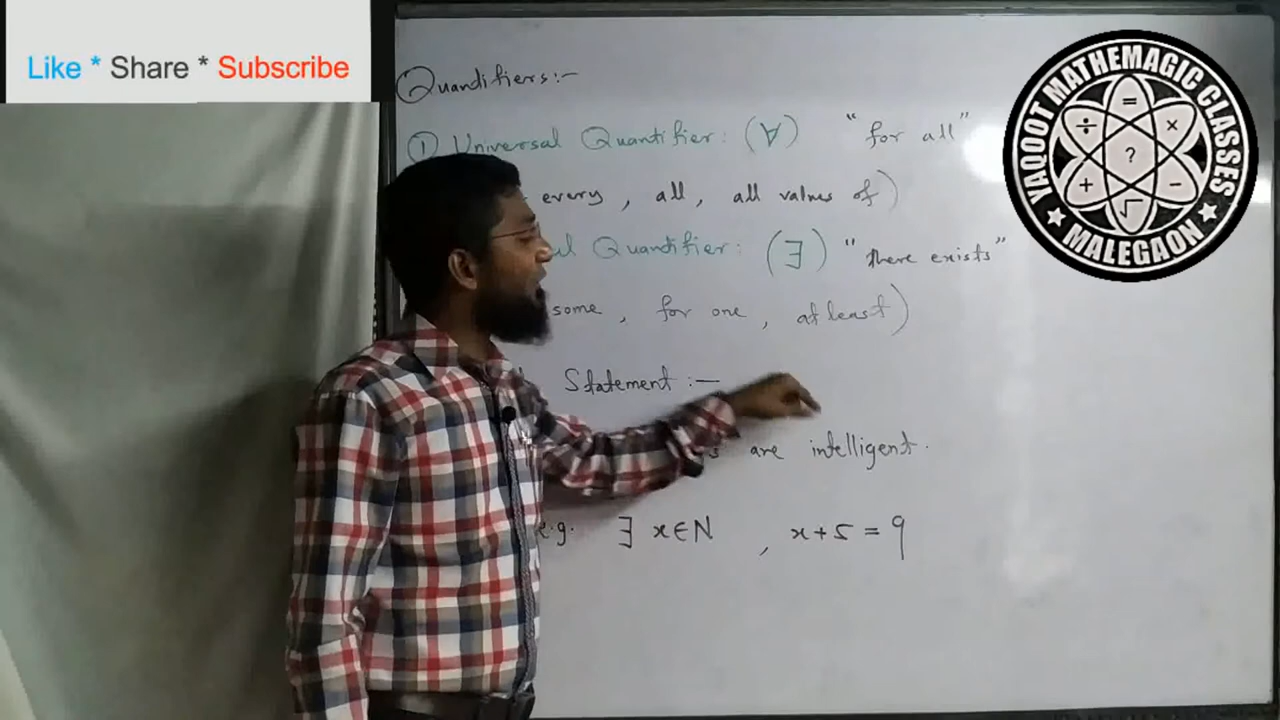 Like * Share * Subscribe
Quantifiers:-
① Universal Quantifier: (∀) "for all"
every, all, all values of)
Quantifier: (∃) "there exists"
some, for one, at least)
Statement :-
are intelligent.
e.g. ∃ x∈N , x+5 = 9
YAQOOT MATHEMAGIC CLASSES
MALEGAON
= ÷ × ? + − √